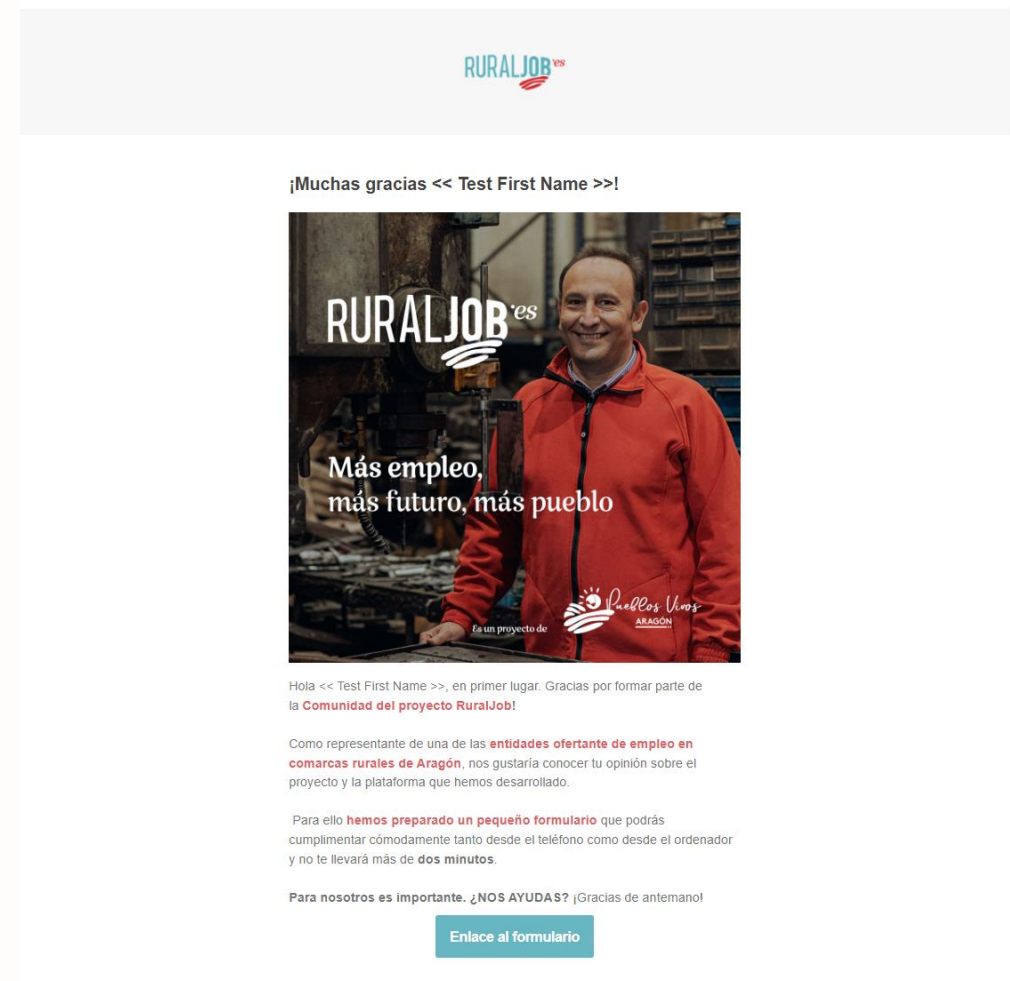 RURALJOB.es
¡Muchas gracias << Test First Name >>!
RURALJOB.es
Más empleo,
más futuro, más pueblo
Es un proyecto de
Pueblos Vivos
ARAGÓN
Hola << Test First Name >>, en primer lugar. Gracias por formar parte de
la Comunidad del proyecto RuralJob!
Como representante de una de las entidades ofertante de empleo en
comarcas rurales de Aragón, nos gustaría conocer tu opinión sobre el
proyecto y la plataforma que hemos desarrollado.
Para ello hemos preparado un pequeño formulario que podrás
cumplimentar cómodamente tanto desde el teléfono como desde el ordenador
y no te llevará más de dos minutos.
Para nosotros es importante. ¿NOS AYUDAS? ¡Gracias de antemano!
Enlace al formulario